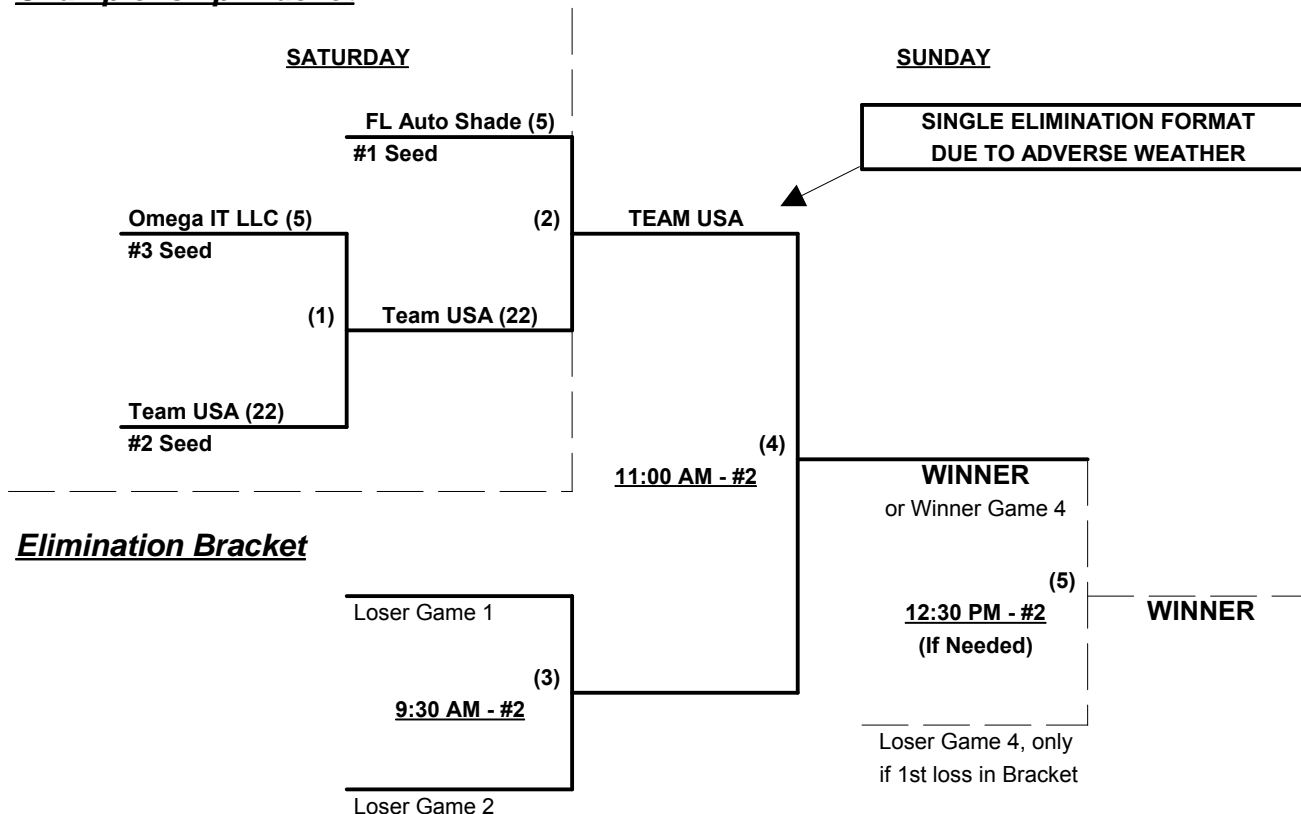 SATURDAY
SUNDAY
FL Auto Shade (5)
#1 Seed
SINGLE ELIMINATION FORMAT
DUE TO ADVERSE WEATHER
Omega IT LLC (5)
#3 Seed
(2)
TEAM USA
(1)
Team USA (22)
Team USA (22)
#2 Seed
(4)
11:00 AM - #2
WINNER
or Winner Game 4
Elimination Bracket
Loser Game 1
(5)
12:30 PM - #2
(If Needed)
WINNER
(3)
9:30 AM - #2
Loser Game 4, only
if 1st loss in Bracket
Loser Game 2